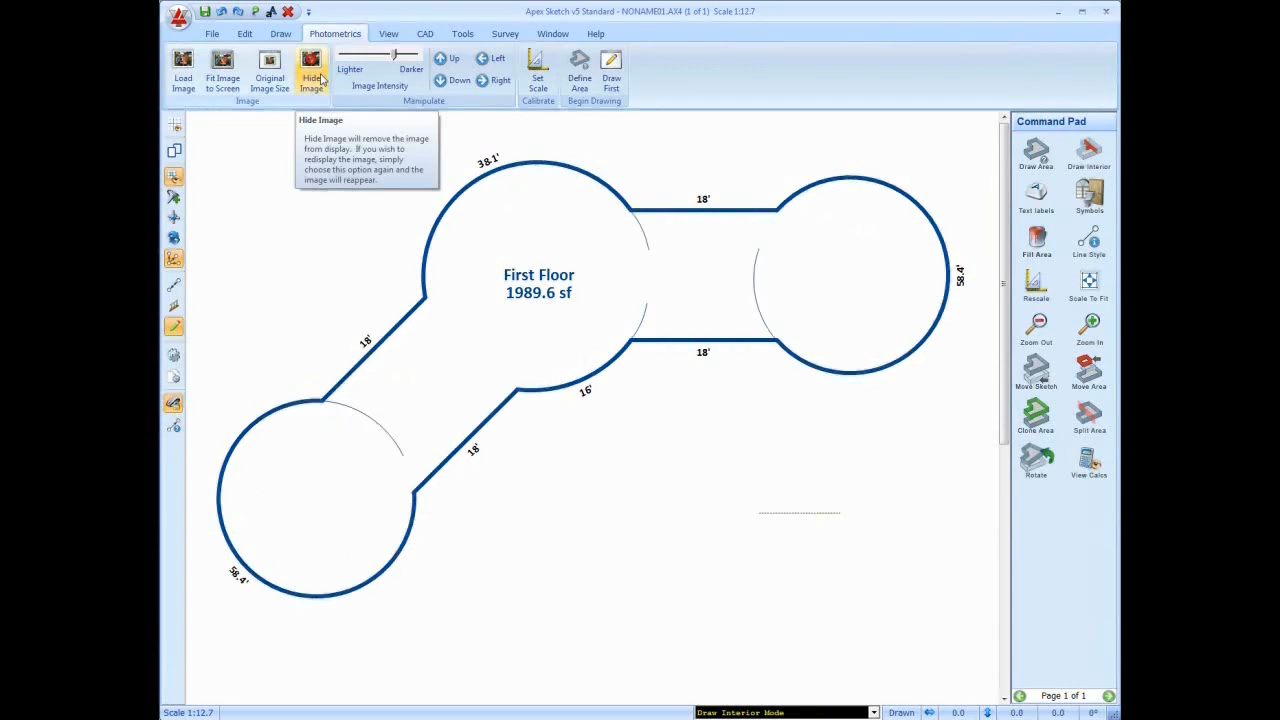 Apex Sketch v5 Standard - NONAME01.AX4 (1 of 1) Scale 1:12.7
File Edit Draw Photometrics View CAD Tools Survey Window Help
Load Image
Fit Image to Screen
Original Image Size
Hide Image
Lighter Darker
Image Intensity
Up Left
Down Right
Set Scale
Define Area
Draw First
Image Manipulate Calibrate Begin Drawing
Hide Image
Hide Image will remove the image
from display. If you wish to
redisplay the image, simply
choose this option again and the
image will reappear.
38.1'
18'
58.4'
First Floor
1989.6 sf
18'
18'
16'
18'
58.4'
Command Pad
Draw Area Draw Interior
Text labels Symbols
Fill Area Line Style
Rescale Scale To Fit
Zoom Out Zoom In
Move Sketch Move Area
Clone Area Split Area
Rotate View Calcs
Page 1 of 1
Scale 1:12.7 Draw Interior Mode Drawn 0.0 0.0 0.0 0°